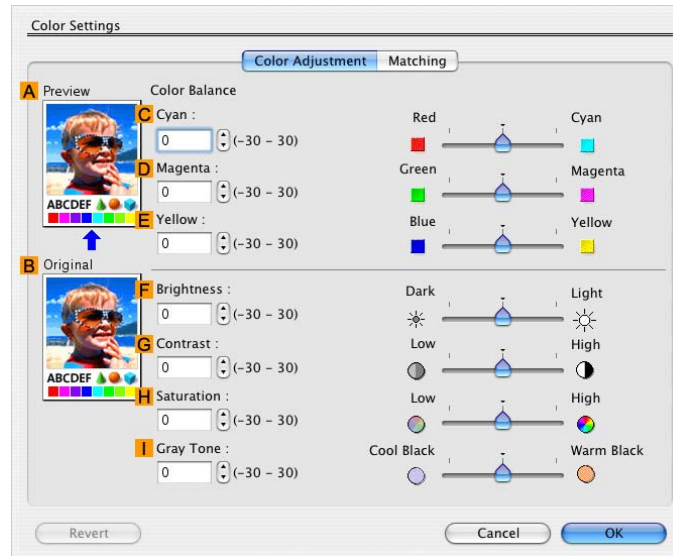 Color Settings
Color Adjustment Matching
A Preview
Color Balance
C Cyan :
0 (-30 – 30)
Red Cyan
D Magenta :
0 (-30 – 30)
Green Magenta
E Yellow :
0 (-30 – 30)
Blue Yellow
ABCDEF
B Original
ABCDEF
F Brightness :
0 (-30 – 30)
Dark Light
G Contrast :
0 (-30 – 30)
Low High
H Saturation :
0 (-30 – 30)
Low High
I Gray Tone :
0 (-30 – 30)
Cool Black Warm Black
Revert Cancel OK